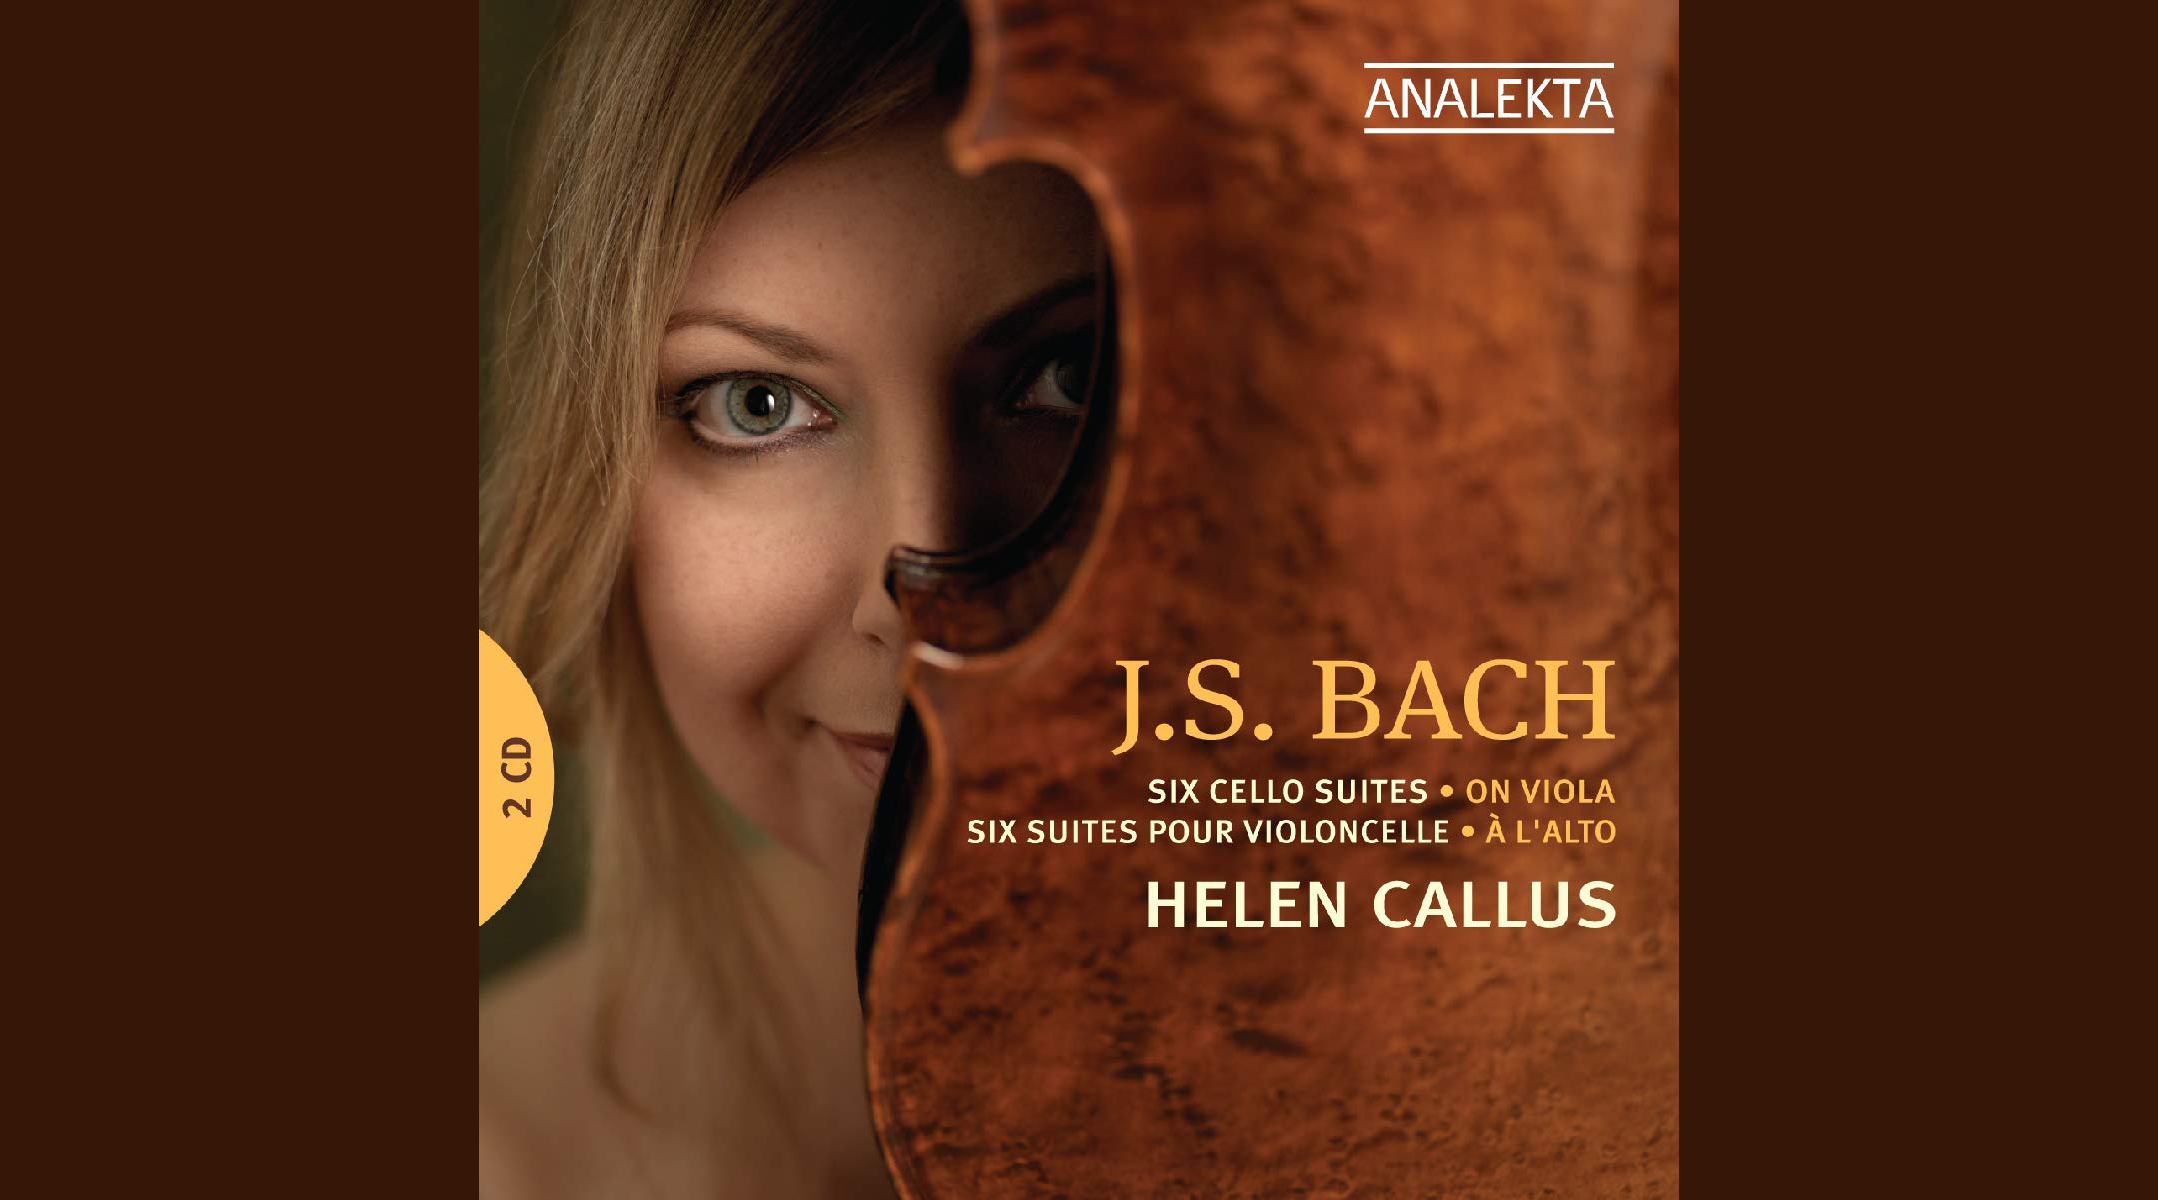 ANALEKTA
J.S. BACH
SIX CELLO SUITES • ON VIOLA
SIX SUITES POUR VIOLONCELLE • À L'ALTO
HELEN CALLUS
2 CD